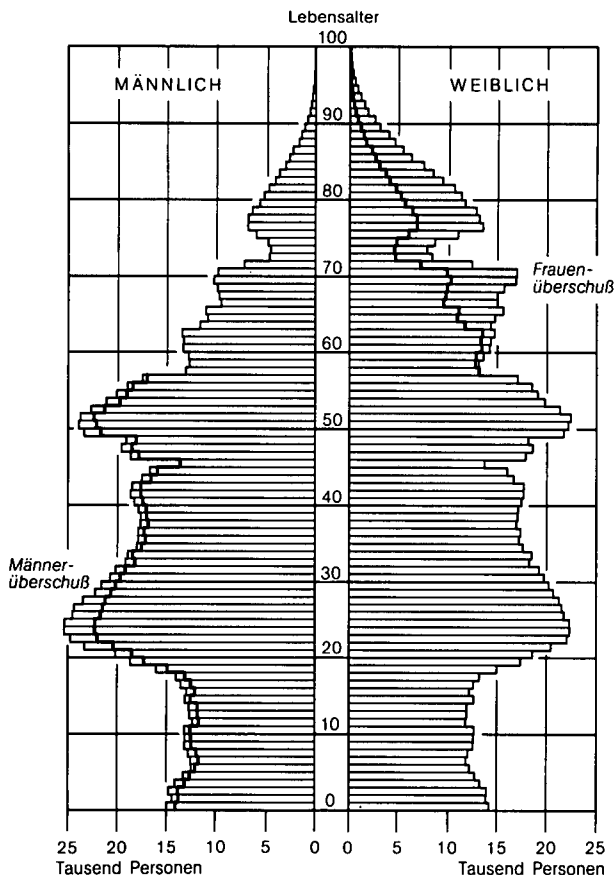 Lebensalter
100
MÄNNLICH
WEIBLICH
90
80
70
Frauen-
überschuß
60
50
40
Männer-
überschuß
30
20
10
0
25 20 15 10 5 0 0 5 10 15 20 25
Tausend Personen Tausend Personen